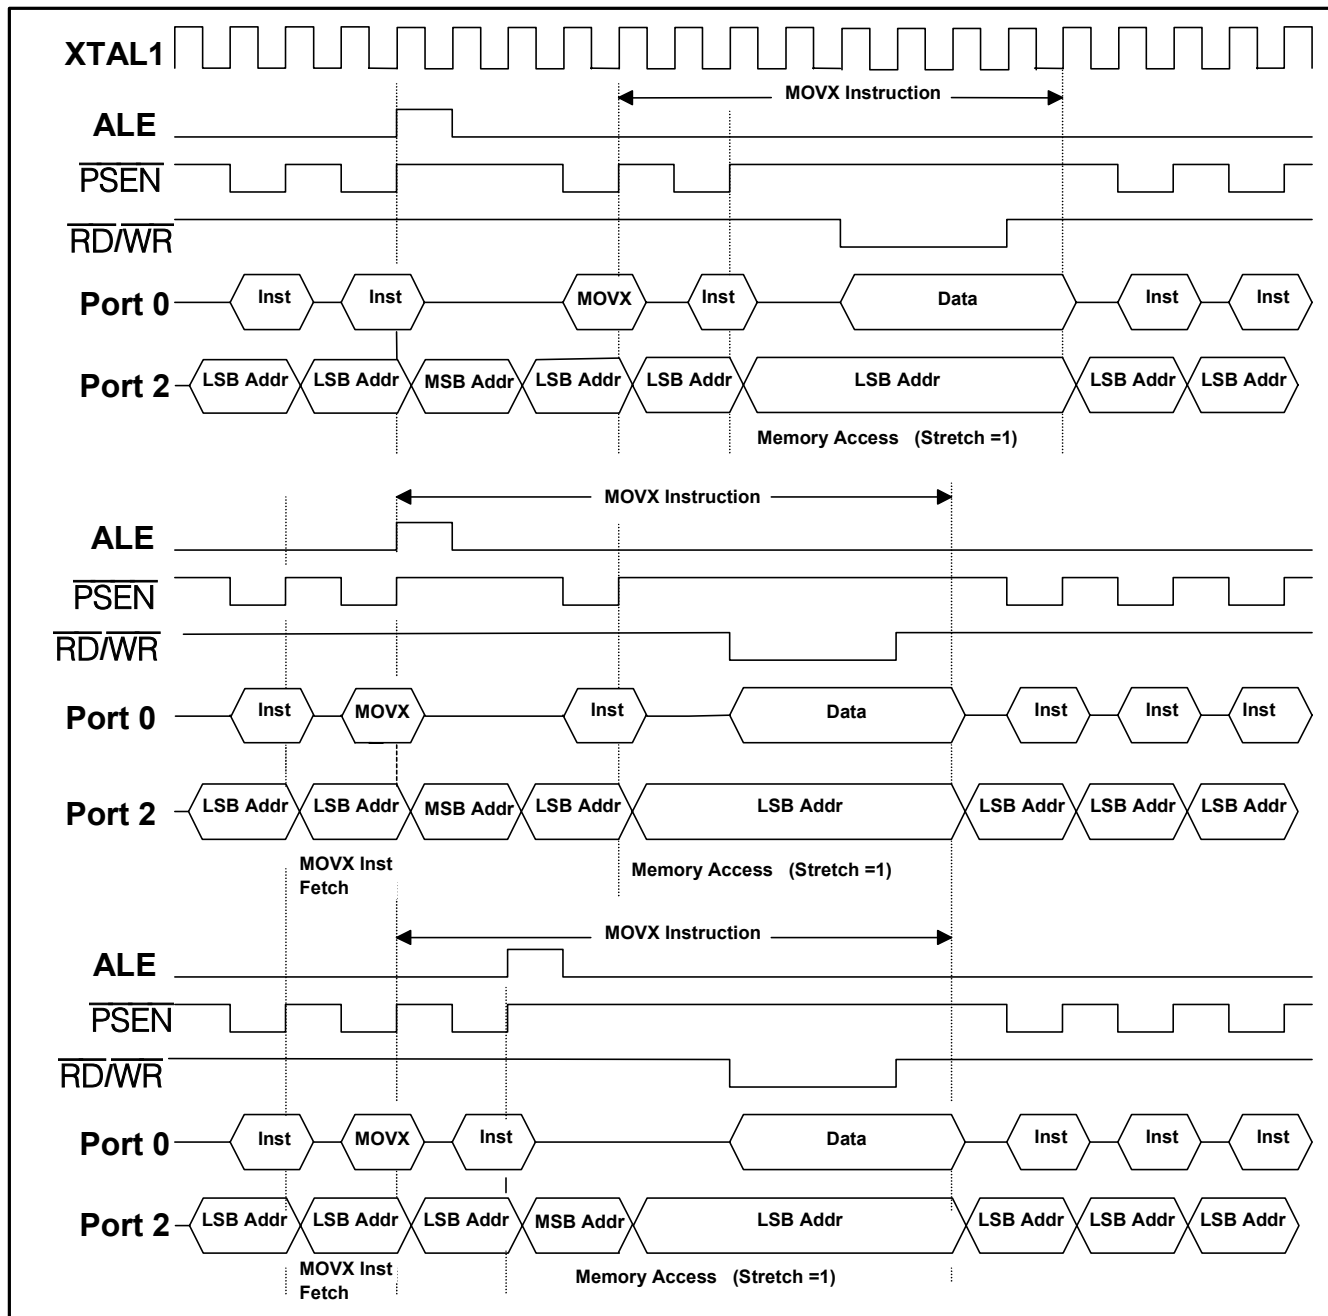 XTAL1
MOVX Instruction
ALE
PSEN
RD/WR
Port 0 Inst Inst MOVX Inst Data Inst Inst
Port 2 LSB Addr LSB Addr MSB Addr LSB Addr LSB Addr LSB Addr LSB Addr LSB Addr
Memory Access (Stretch =1)
MOVX Instruction
ALE
PSEN
RD/WR
Port 0 Inst MOVX Inst Data Inst Inst Inst
Port 2 LSB Addr LSB Addr MSB Addr LSB Addr LSB Addr LSB Addr LSB Addr LSB Addr
MOVX Inst
Fetch
Memory Access (Stretch =1)
MOVX Instruction
ALE
PSEN
RD/WR
Port 0 Inst MOVX Inst Data Inst Inst Inst
Port 2 LSB Addr LSB Addr LSB Addr MSB Addr LSB Addr LSB Addr LSB Addr LSB Addr
MOVX Inst
Fetch
Memory Access (Stretch =1)